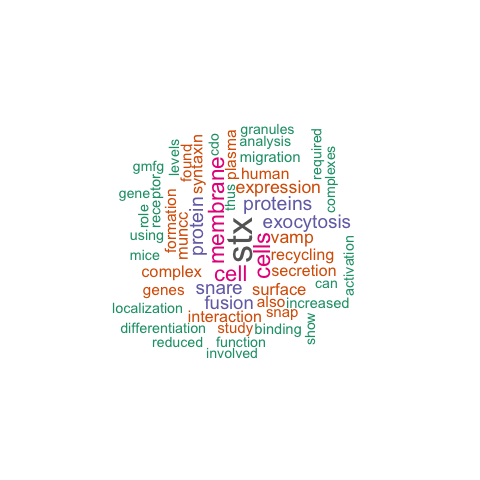 granules
analysis
migration
required
complexes
levels
found
syntaxin
cdo
plasma
thus
human
expression
gmfg
gene
receptor
role
using
mice
formation
muncc
protein
membrane
stx
cells
cell
proteins
exocytosis
vamp
recycling
secretion
can
activation
complex
genes
snare
surface
fusion
also
increased
localization
interaction
snap
differentiation
study
binding
show
reduced
function
involved